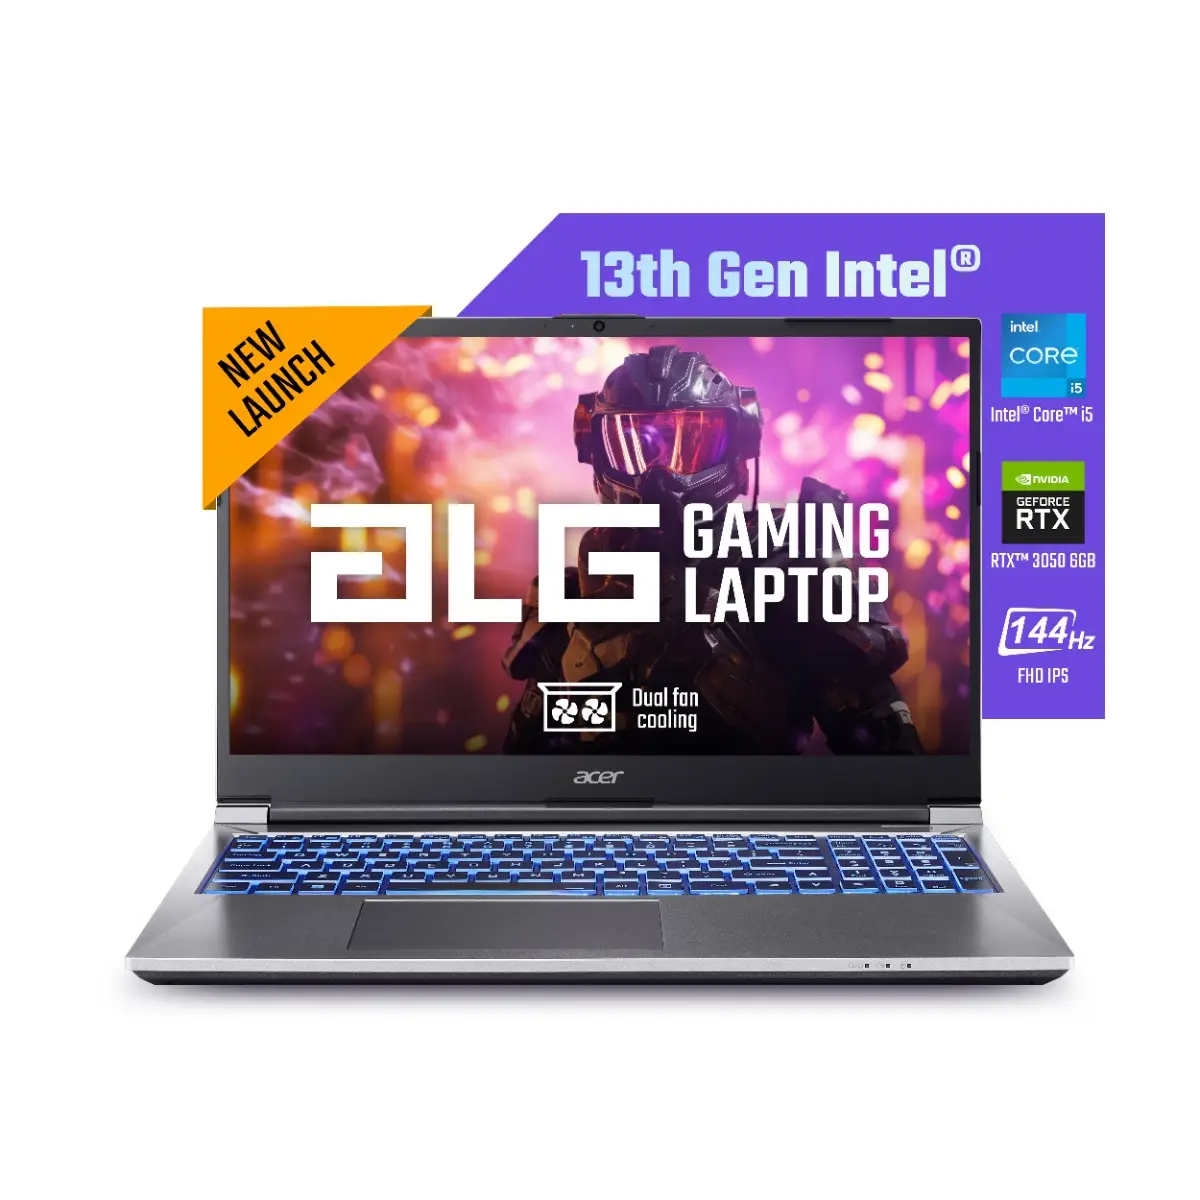 13th Gen Intel®
NEW
LAUNCH
intel
CORE
i5
Intel® Core™ i5
NVIDIA
GEFORCE
RTX
RTX™ 3050 6GB
144Hz
FHD IPS
ALG GAMING
LAPTOP
Dual fan
cooling
acer